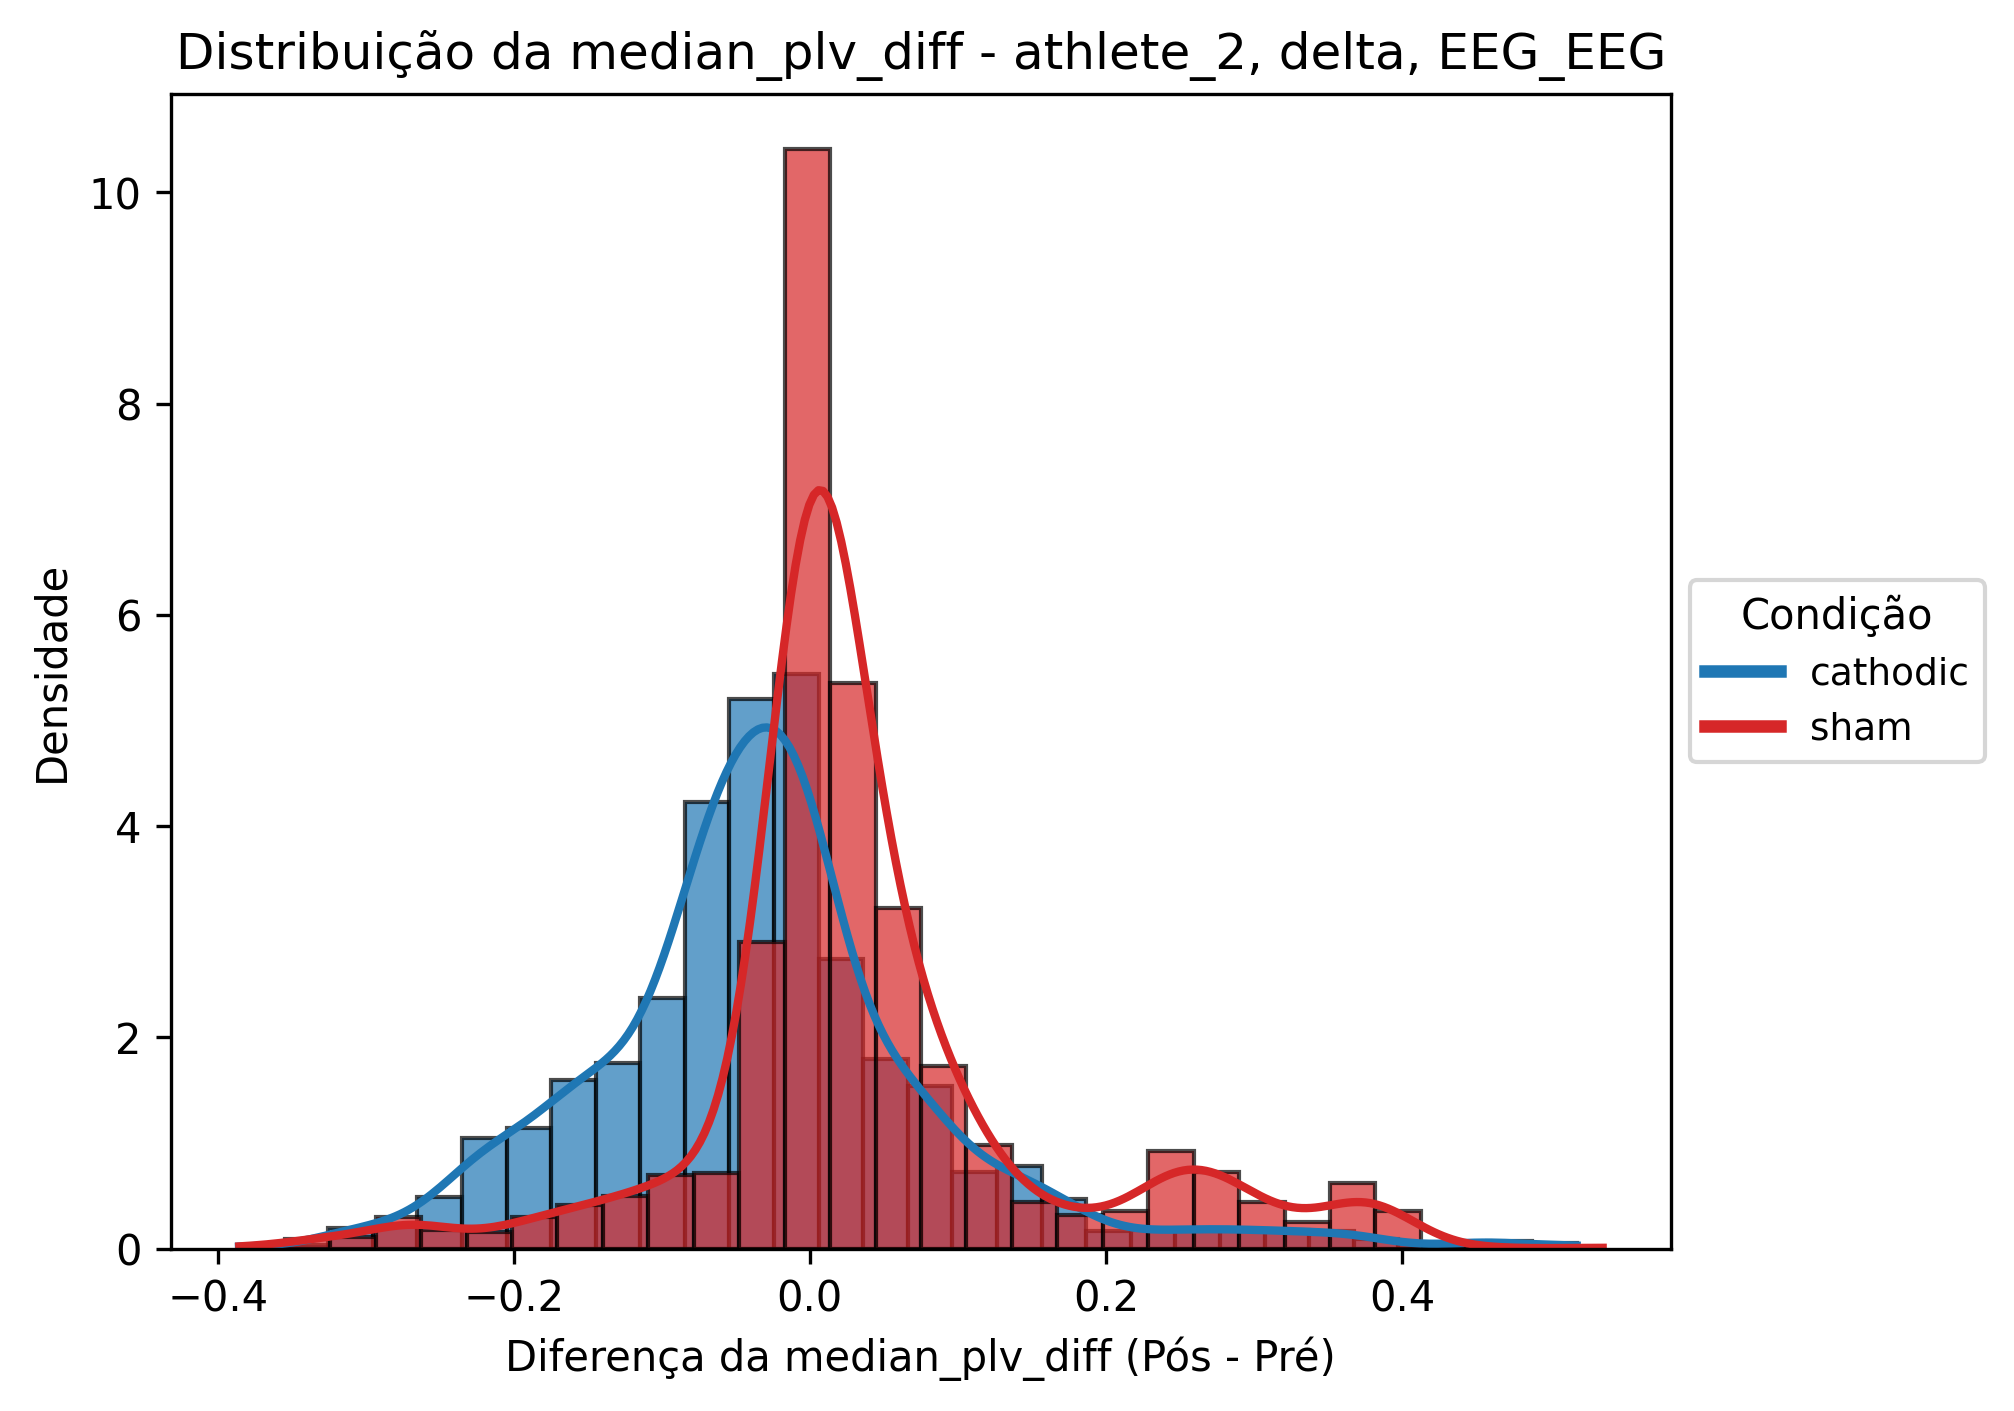 Distribuição da median_plv_diff - athlete_2, delta, EEG_EEG
Densidade
10
8
6
4
2
0
−0.4
−0.2
0.0
0.2
0.4
Diferença da median_plv_diff (Pós - Pré)
Condição
cathodic
sham